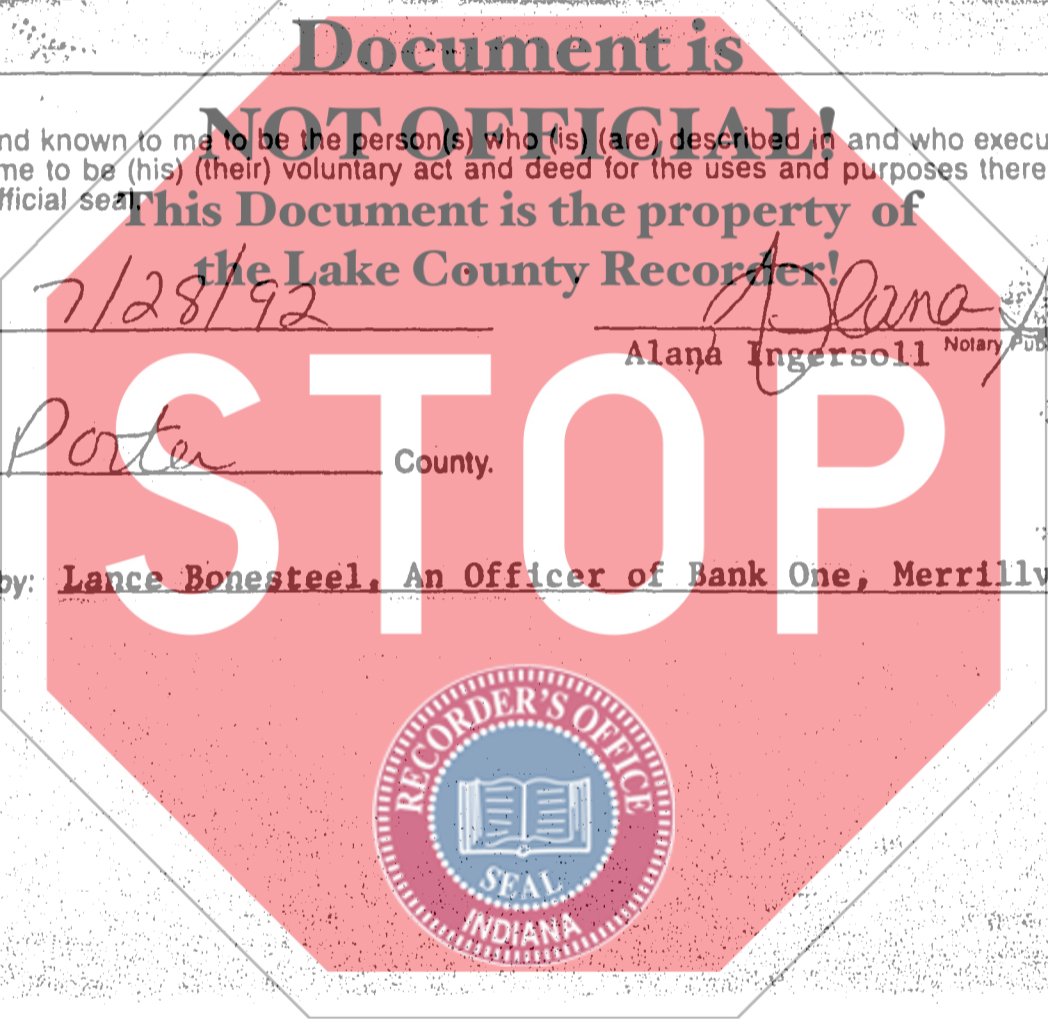 Document is
NOT OFFICIAL!
nd known to me to be the person(s) who (is) (are) described in and who execu
me to be (his) (their) voluntary act and deed for the uses and purposes there
fficial seal.
This Document is the property of
the Lake County Recorder!
7/28/92
Alana
Alana Ingersoll Notary Pub
STOP
Porter County.
by: Lance Bonesteel, An Officer of Bank One, Merrillv
RECORDER'S OFFICE
SEAL
INDIANA